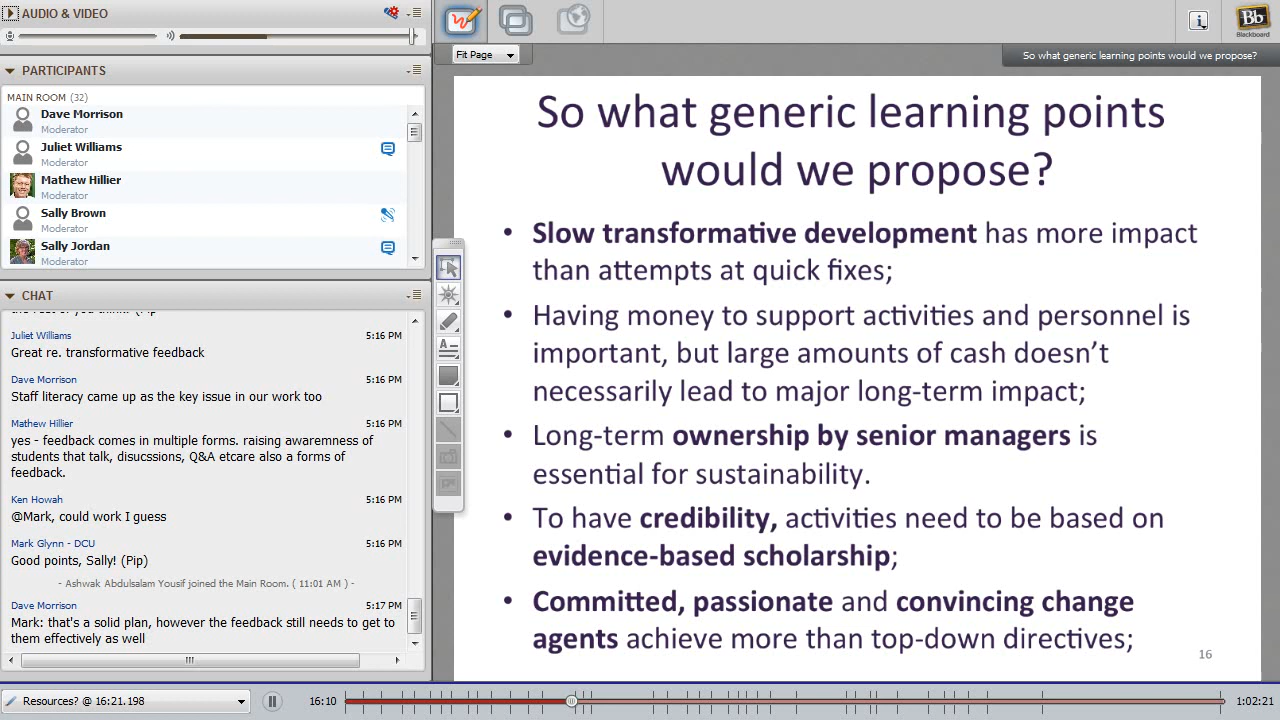 AUDIO & VIDEO
PARTICIPANTS
MAIN ROOM (32)
Dave Morrison
Moderator
Juliet Williams
Moderator
Mathew Hillier
Moderator
Sally Brown
Moderator
Sally Jordan
Moderator
CHAT
Juliet Williams 5:16 PM
Great re. transformative feedback
Dave Morrison 5:16 PM
Staff literacy came up as the key issue in our work too
Mathew Hillier 5:16 PM
yes - feedback comes in multiple forms. raising awaremness of
students that talk, disucssions, Q&A etcare also a forms of
feedback.
Ken Howah 5:16 PM
@Mark, could work I guess
Mark Glynn - DCU 5:16 PM
Good points, Sally!(Pip)
- Ashwak Abdulsalam Yousif joined the Main Room. ( 11:01 AM ) -
Dave Morrison 5:17 PM
Mark: that's a solid plan, however the feedback still needs to get to
them effectively as well
Resources? @ 16:21.198
Fit Page
So what generic learning points would we propose?
Bb
Blackboard
So what generic learning points
would we propose?
• Slow transformative development has more impact
than attempts at quick fixes;
• Having money to support activities and personnel is
important, but large amounts of cash doesn't
necessarily lead to major long-term impact;
• Long-term ownership by senior managers is
essential for sustainability.
• To have credibility, activities need to be based on
evidence-based scholarship;
• Committed, passionate and convincing change
agents achieve more than top-down directives;
16
16:10
1:02:21